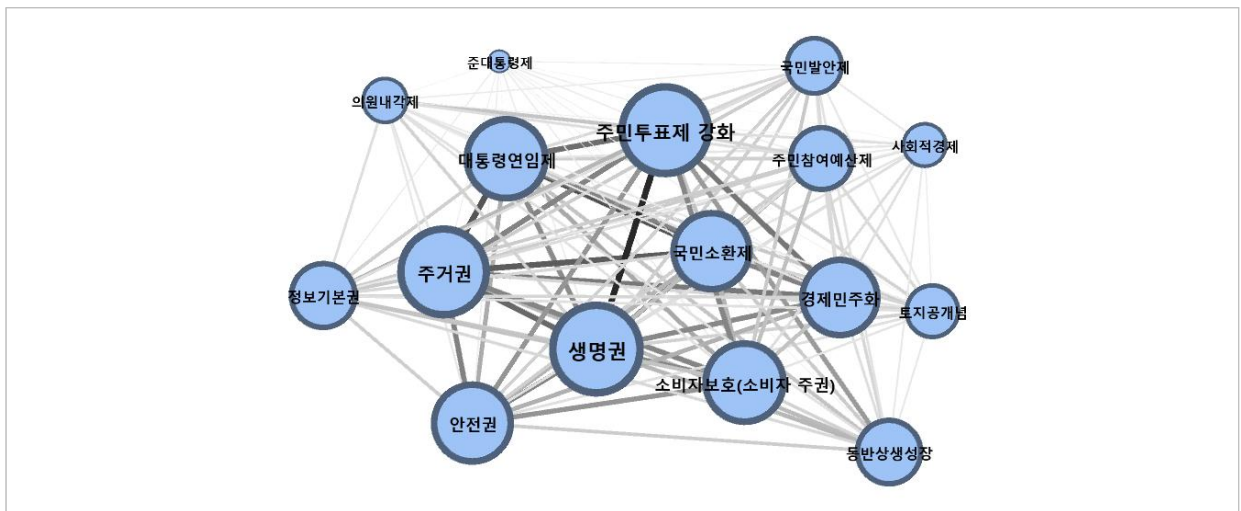 준대통령제
국민발안제
의원내각제
주민투표제 강화
사회적경제
대통령연임제
주민참여예산제
국민소환제
주거권
정보기본권
경제민주화
토지공개념
생명권
소비자보호(소비자 주권)
안전권
동반상생성장